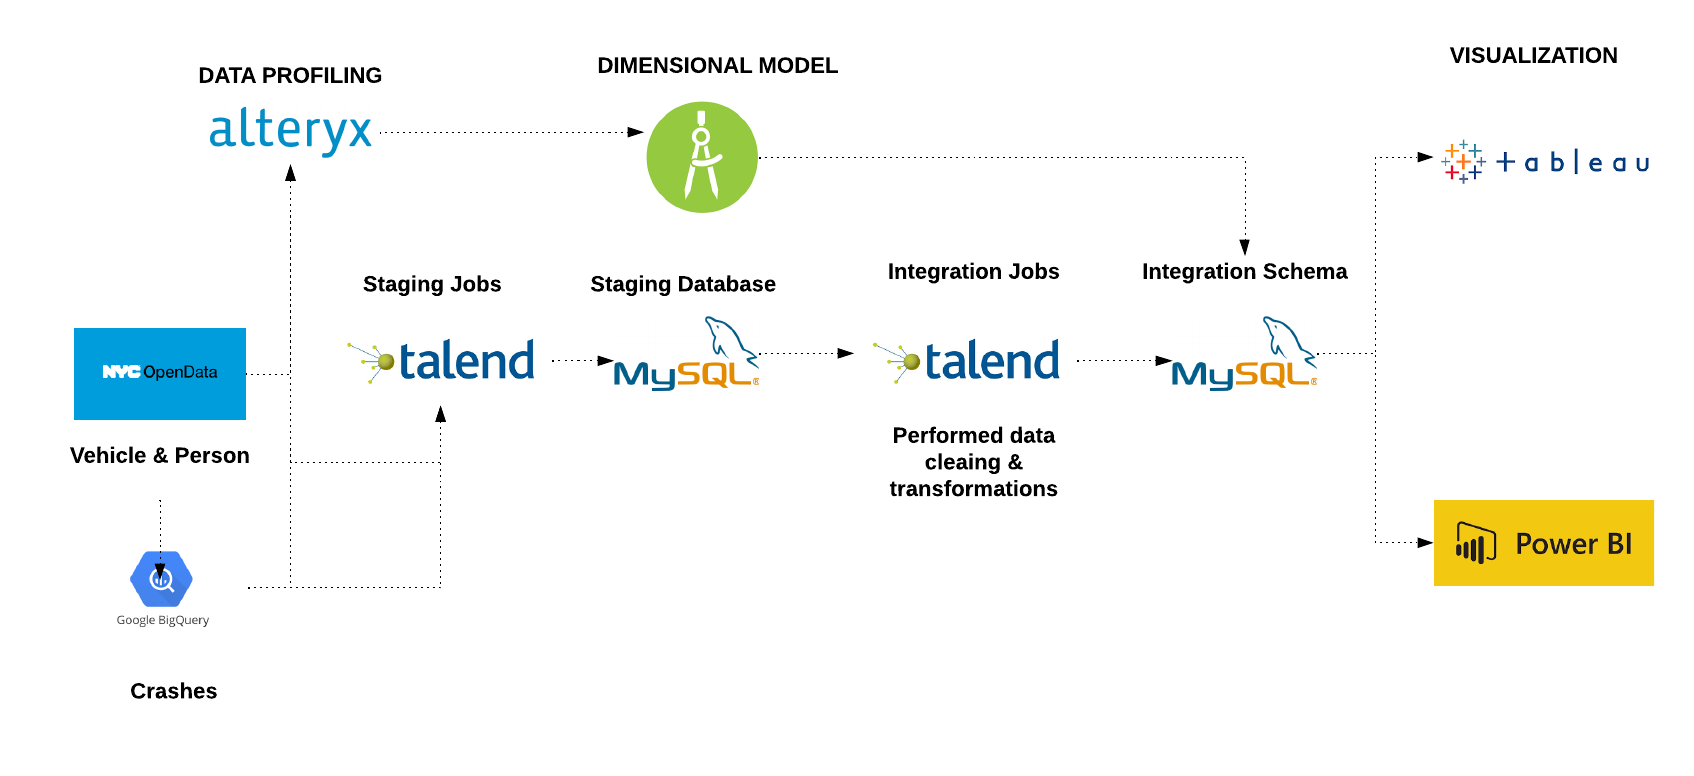 DATA PROFILING
alteryx
DIMENSIONAL MODEL
VISUALIZATION
+ableau
Staging Jobs
talend
Staging Database
MySQL®
Integration Jobs
talend
Performed data
cleaing &
transformations
Integration Schema
MySQL®
NYC OpenData
Vehicle & Person
Google BigQuery
Crashes
Power BI